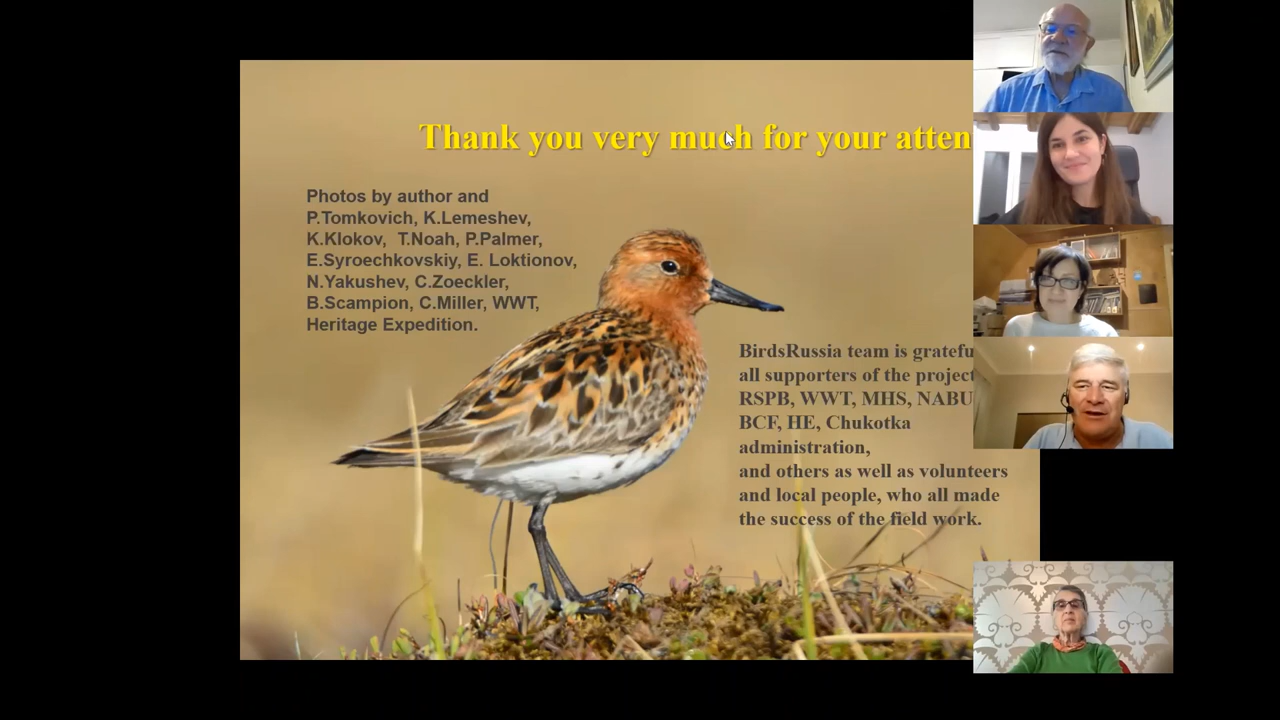 Thank you very much for your atten
Photos by author and
P.Tomkovich, K.Lemeshev,
K.Klokov, T.Noah, P.Palmer,
E.Syroechkovskiy, E. Loktionov,
N.Yakushev, C.Zoeckler,
B.Scampion, C.Miller, WWT,
Heritage Expedition.
BirdsRussia team is gratefu
all supporters of the project
RSPB, WWT, MHS, NABU
BCF, HE, Chukotka
administration,
and others as well as volunteers
and local people, who all made
the success of the field work.